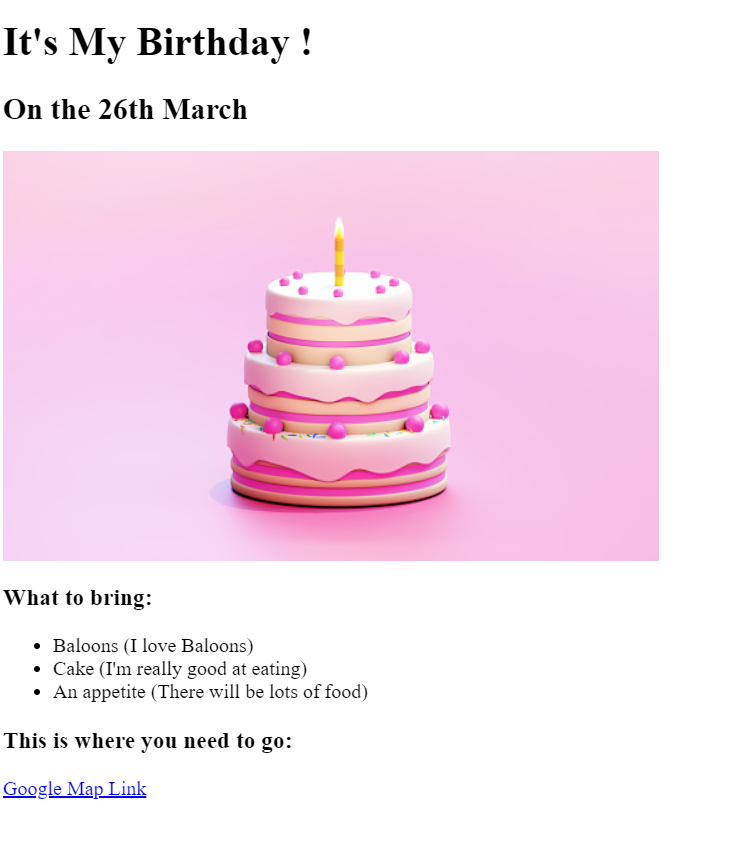 It's My Birthday !
On the 26th March
What to bring:
Baloons (I love Baloons)
Cake (I'm really good at eating)
An appetite (There will be lots of food)
This is where you need to go:
Google Map Link